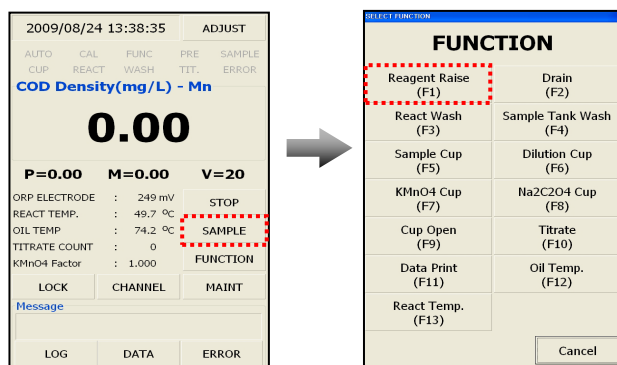 2009/08/24 13:38:35 ADJUST
AUTO CAL FUNC PRE SAMPLE
CUP REACT WASH TIT. ERROR
COD Density(mg/L) - Mn
0.00
P=0.00 M=0.00 V=20
ORP ELECTRODE : 249 mV
REACT TEMP. : 49.7 ºC
OIL TEMP : 74.2 ºC
TITRATE COUNT : 0
KMnO4 Factor : 1.000
STOP
SAMPLE
FUNCTION
LOCK CHANNEL MAINT
Message
LOG DATA ERROR
SELECT FUNCTION
FUNCTION
Reagent Raise
(F1)
Drain
(F2)
React Wash
(F3)
Sample Tank Wash
(F4)
Sample Cup
(F5)
Dilution Cup
(F6)
KMnO4 Cup
(F7)
Na2C2O4 Cup
(F8)
Cup Open
(F9)
Titrate
(F10)
Data Print
(F11)
Oil Temp.
(F12)
React Temp.
(F13)
Cancel